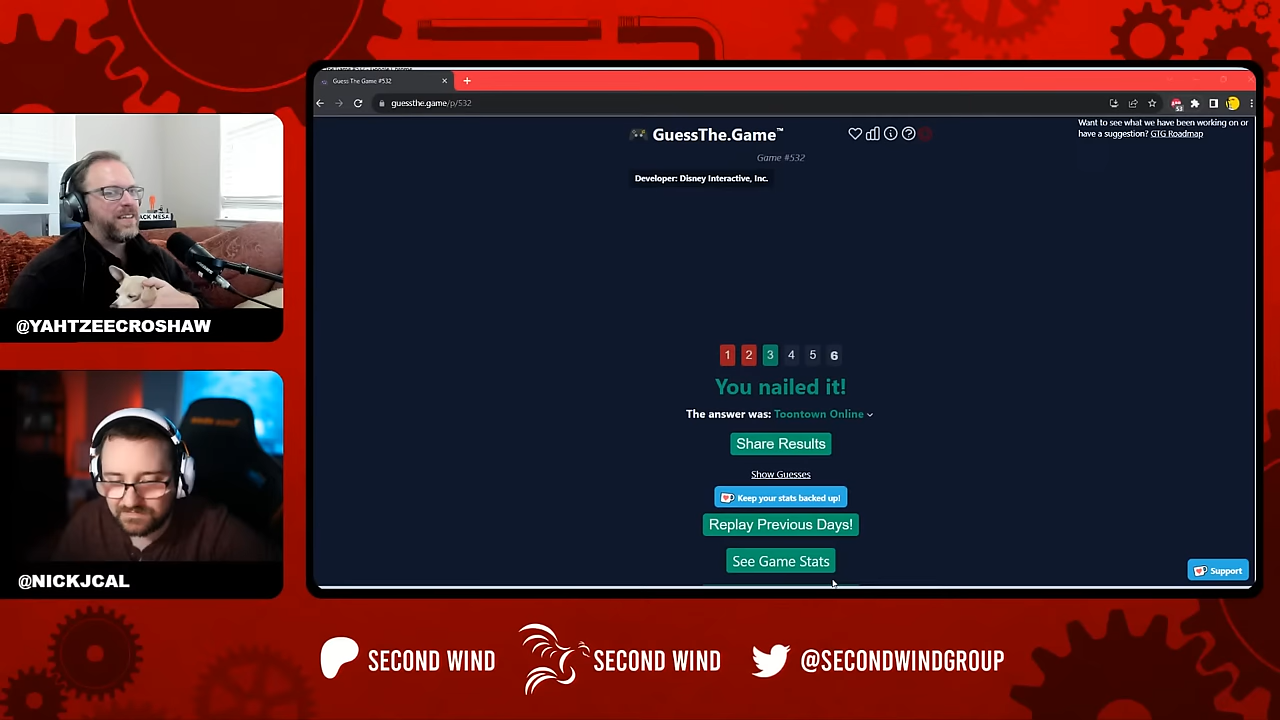 Guess The Game #532
guessthe.game/p/532
53
GuessThe.Game™
Want to see what we have been working on or
have a suggestion? GTG Roadmap
Game #532
Developer: Disney Interactive, Inc.
ACK MESA
@YAHTZEECROSHAW
1 2 3 4 5 6
You nailed it!
The answer was: Toontown Online
Share Results
Show Guesses
Keep your stats backed up!
Replay Previous Days!
See Game Stats
Support
@NICKJCAL
SECOND WIND
SECOND WIND
@SECONDWINDGROUP